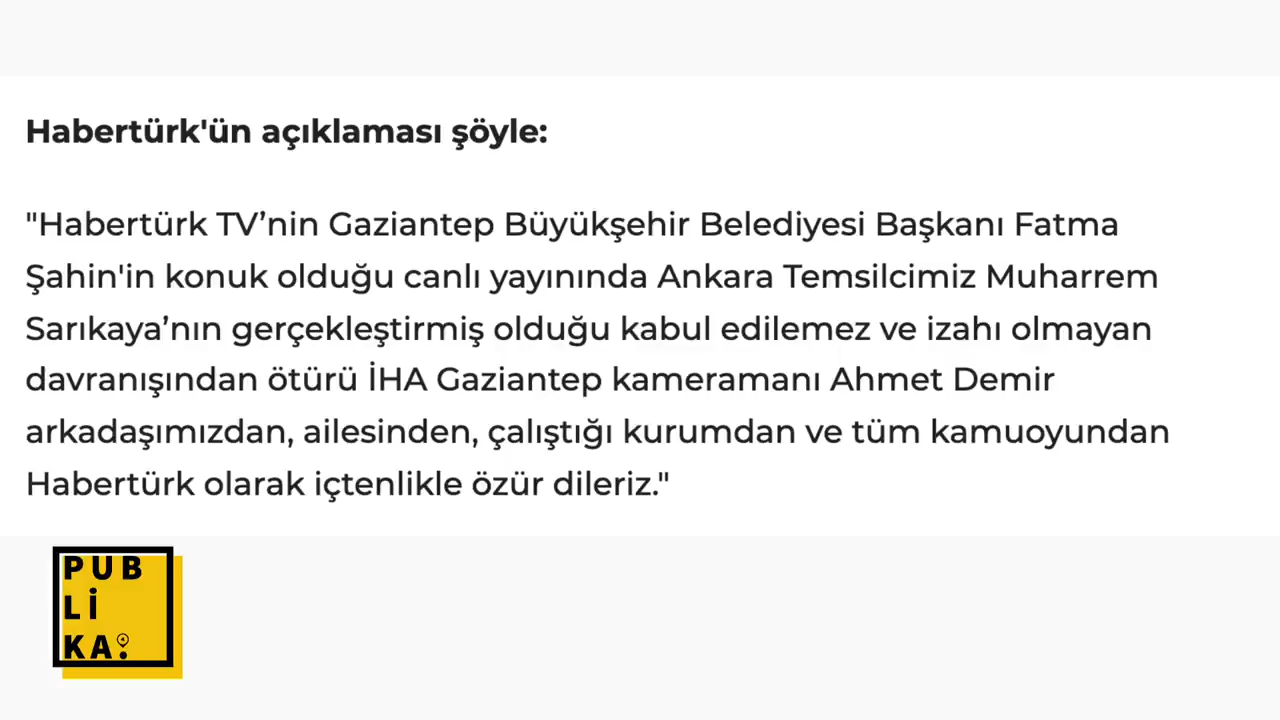 Habertürk'ün açıklaması şöyle:
"Habertürk TV’nin Gaziantep Büyükşehir Belediyesi Başkanı Fatma
Şahin'in konuk olduğu canlı yayınında Ankara Temsilcimiz Muharrem
Sarıkaya’nın gerçekleştirmiş olduğu kabul edilemez ve izahı olmayan
davranışından ötürü İHA Gaziantep kameramanı Ahmet Demir
arkadaşımızdan, ailesinden, çalıştığı kurumdan ve tüm kamuoyundan
Habertürk olarak içtenlikle özür dileriz."
PUB
Lİ
KA